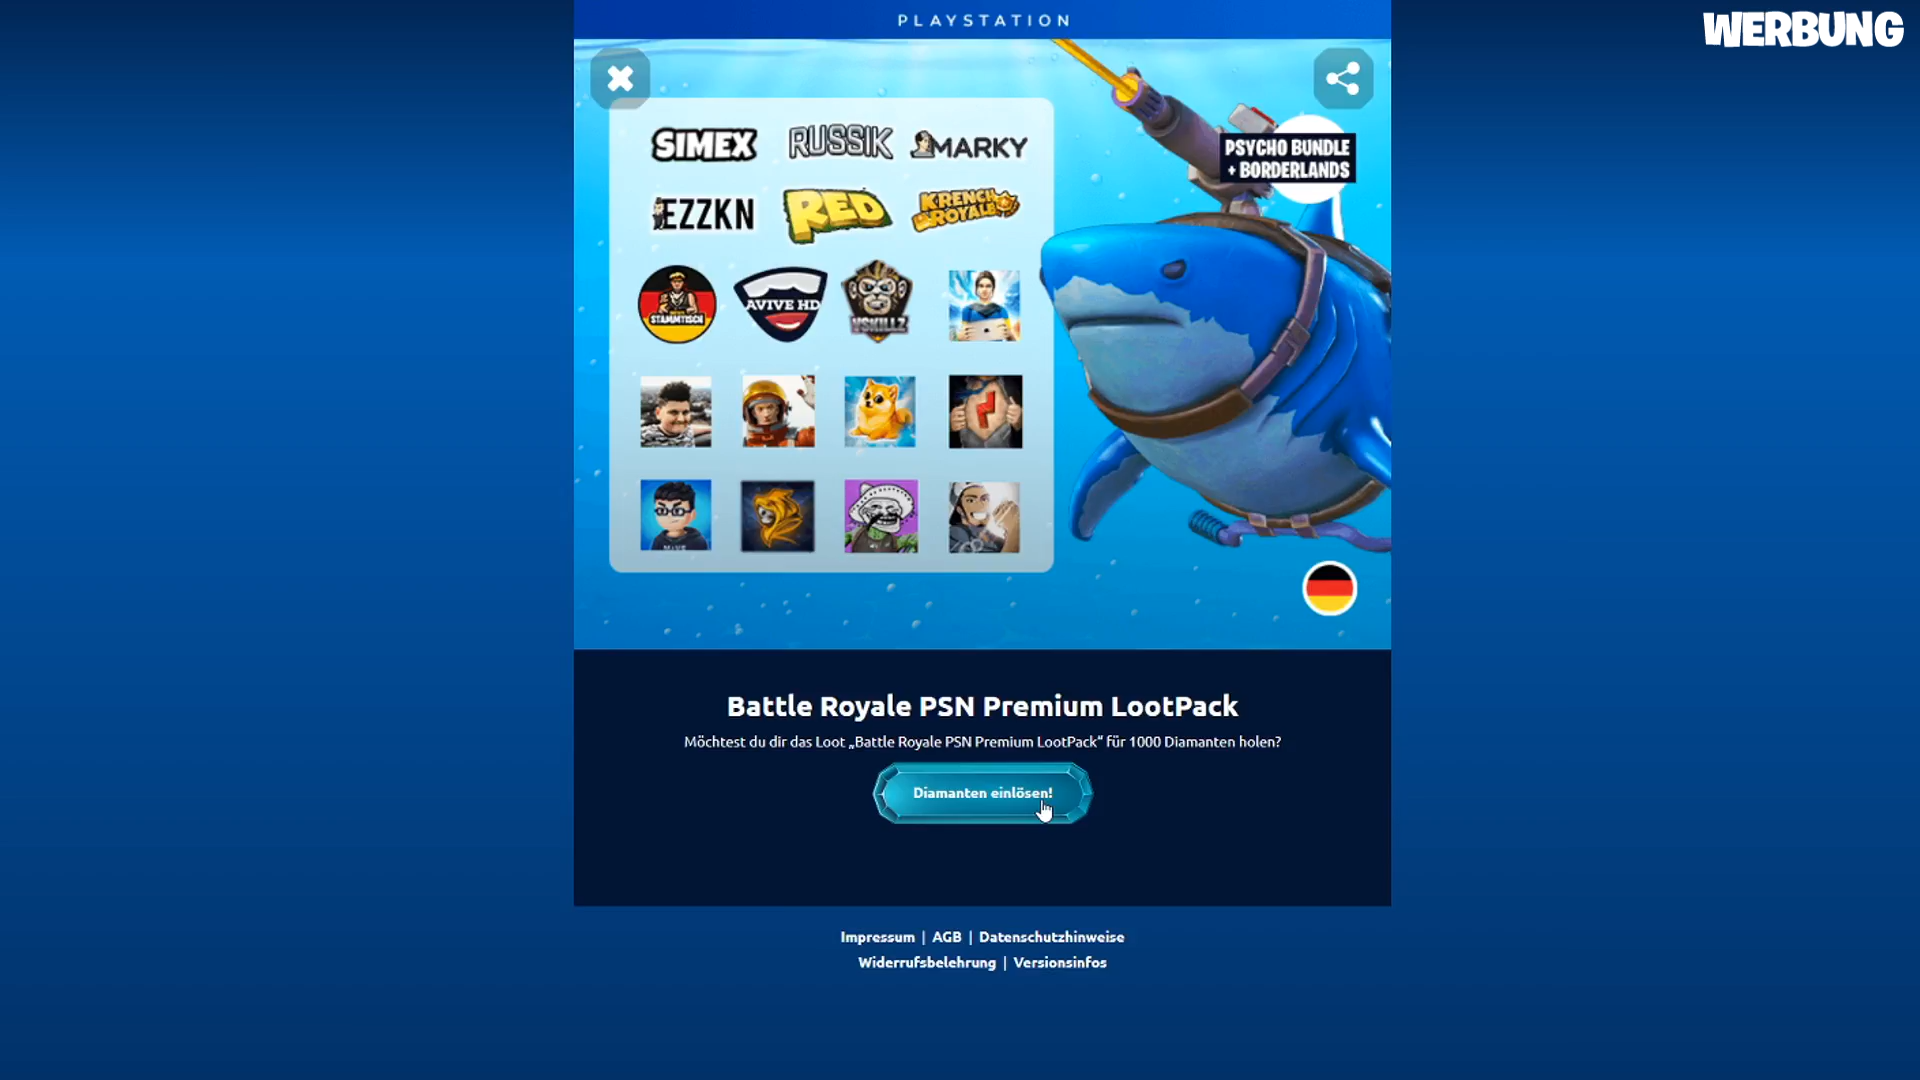 PLAYSTATION
WERBUNG
SIMEX
RUSSIK
MARKY
PSYCHO BUNDLE
+ BORDERLANDS
EZZKN
RED
KRENCH
ROYALE
STAMMTISCH
AVIVE HD
VSKILLZ
Battle Royale PSN Premium LootPack
Möchtest du dir das Loot „Battle Royale PSN Premium LootPack“ für 1000 Diamanten holen?
Diamanten einlösen!
Impressum | AGB | Datenschutzhinweise
Widerrufsbelehrung | Versionsinfos